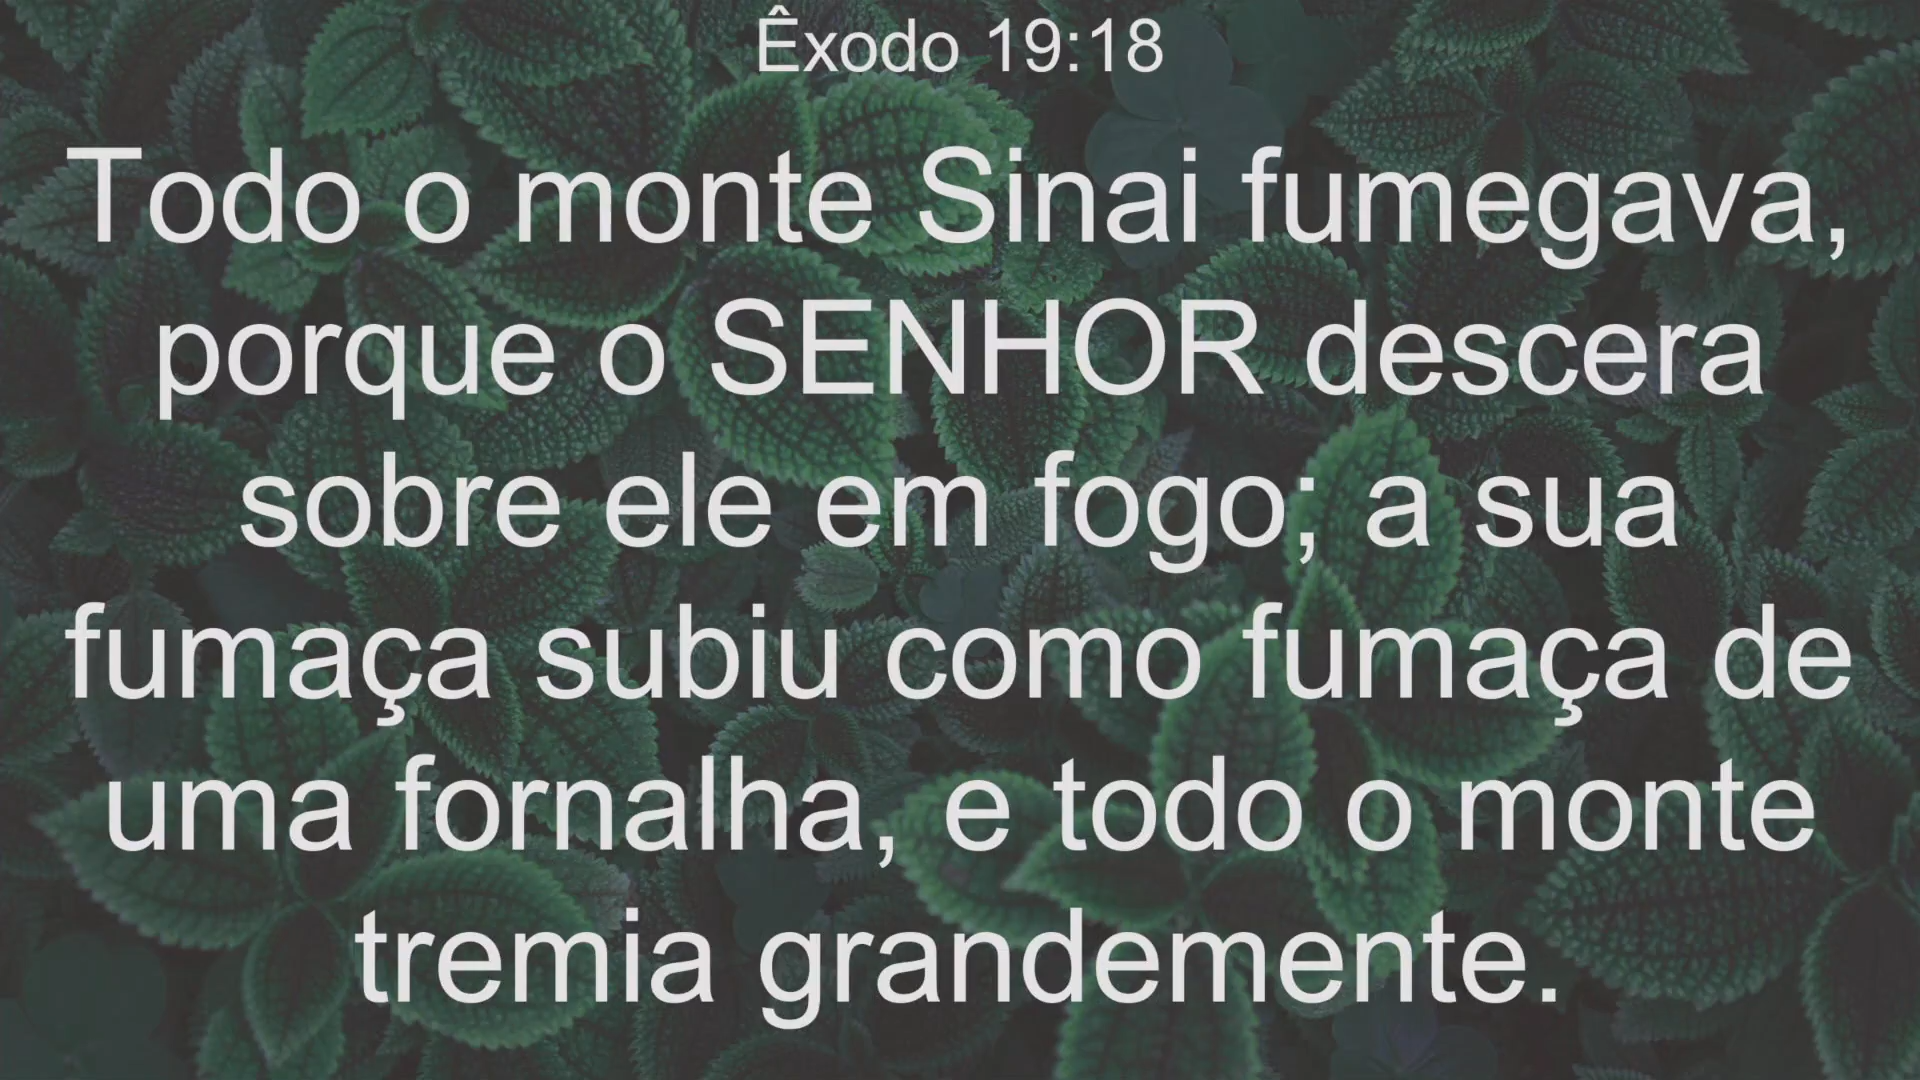 Êxodo 19:18
Todo o monte Sinai fumegava,
porque o SENHOR descera
sobre ele em fogo; a sua
fumaça subiu como fumaça de
uma fornalha, e todo o monte
tremia grandemente.